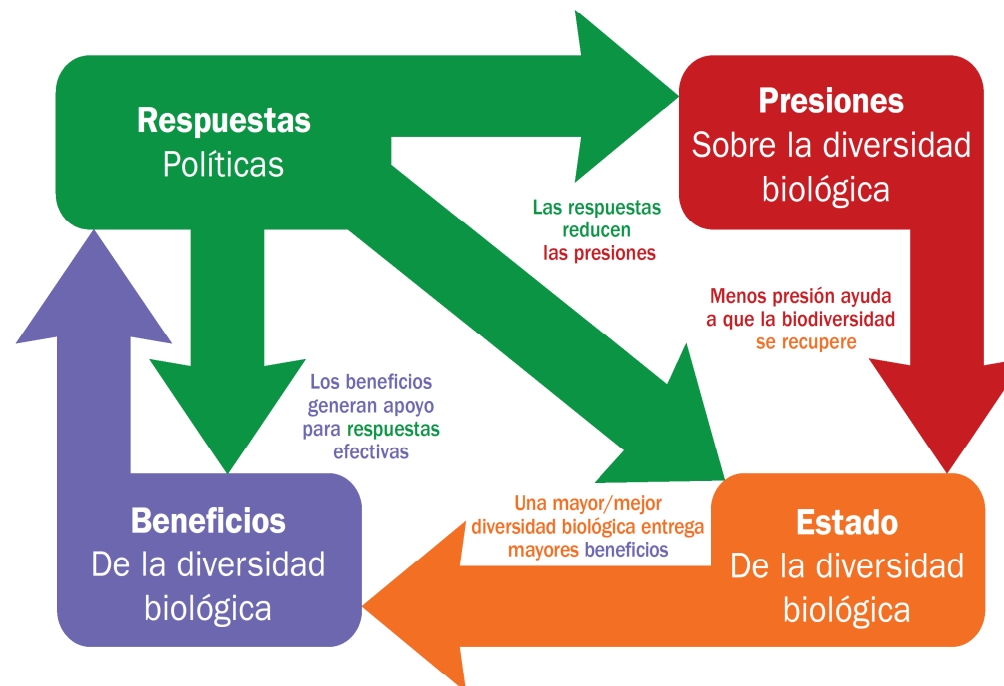 Respuestas
Políticas
Presiones
Sobre la diversidad
biológica
Las respuestas
reducen
las presiones
Menos presión ayuda
a que la biodiversidad
se recupere
Los beneficios
generan apoyo
para respuestas
efectivas
Una mayor/mejor
diversidad biológica entrega
mayores beneficios
Beneficios
De la diversidad
biológica
Estado
De la diversidad
biológica